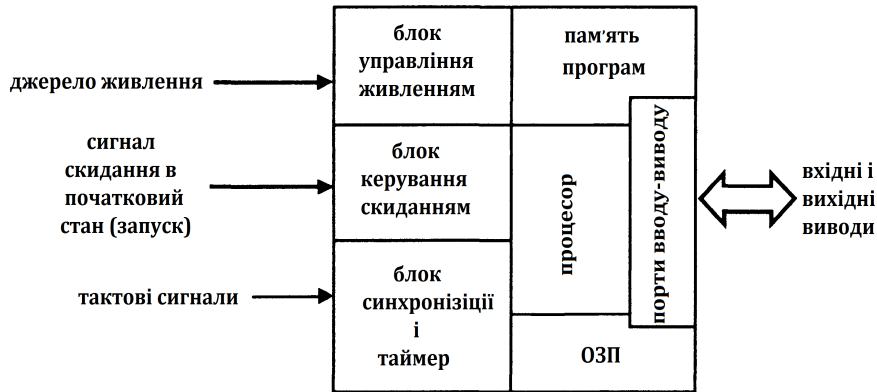 джерело живлення
сигнал
скидання в
початковий
стан (запуск)
тактові сигнали
блок
управління
живленням
блок
керування
скиданням
блок
синхронізіції
і
таймер
пам'ять
програм
процесор
порти вводу-виводу
ОЗП
вхідні і
вихідні
виводи